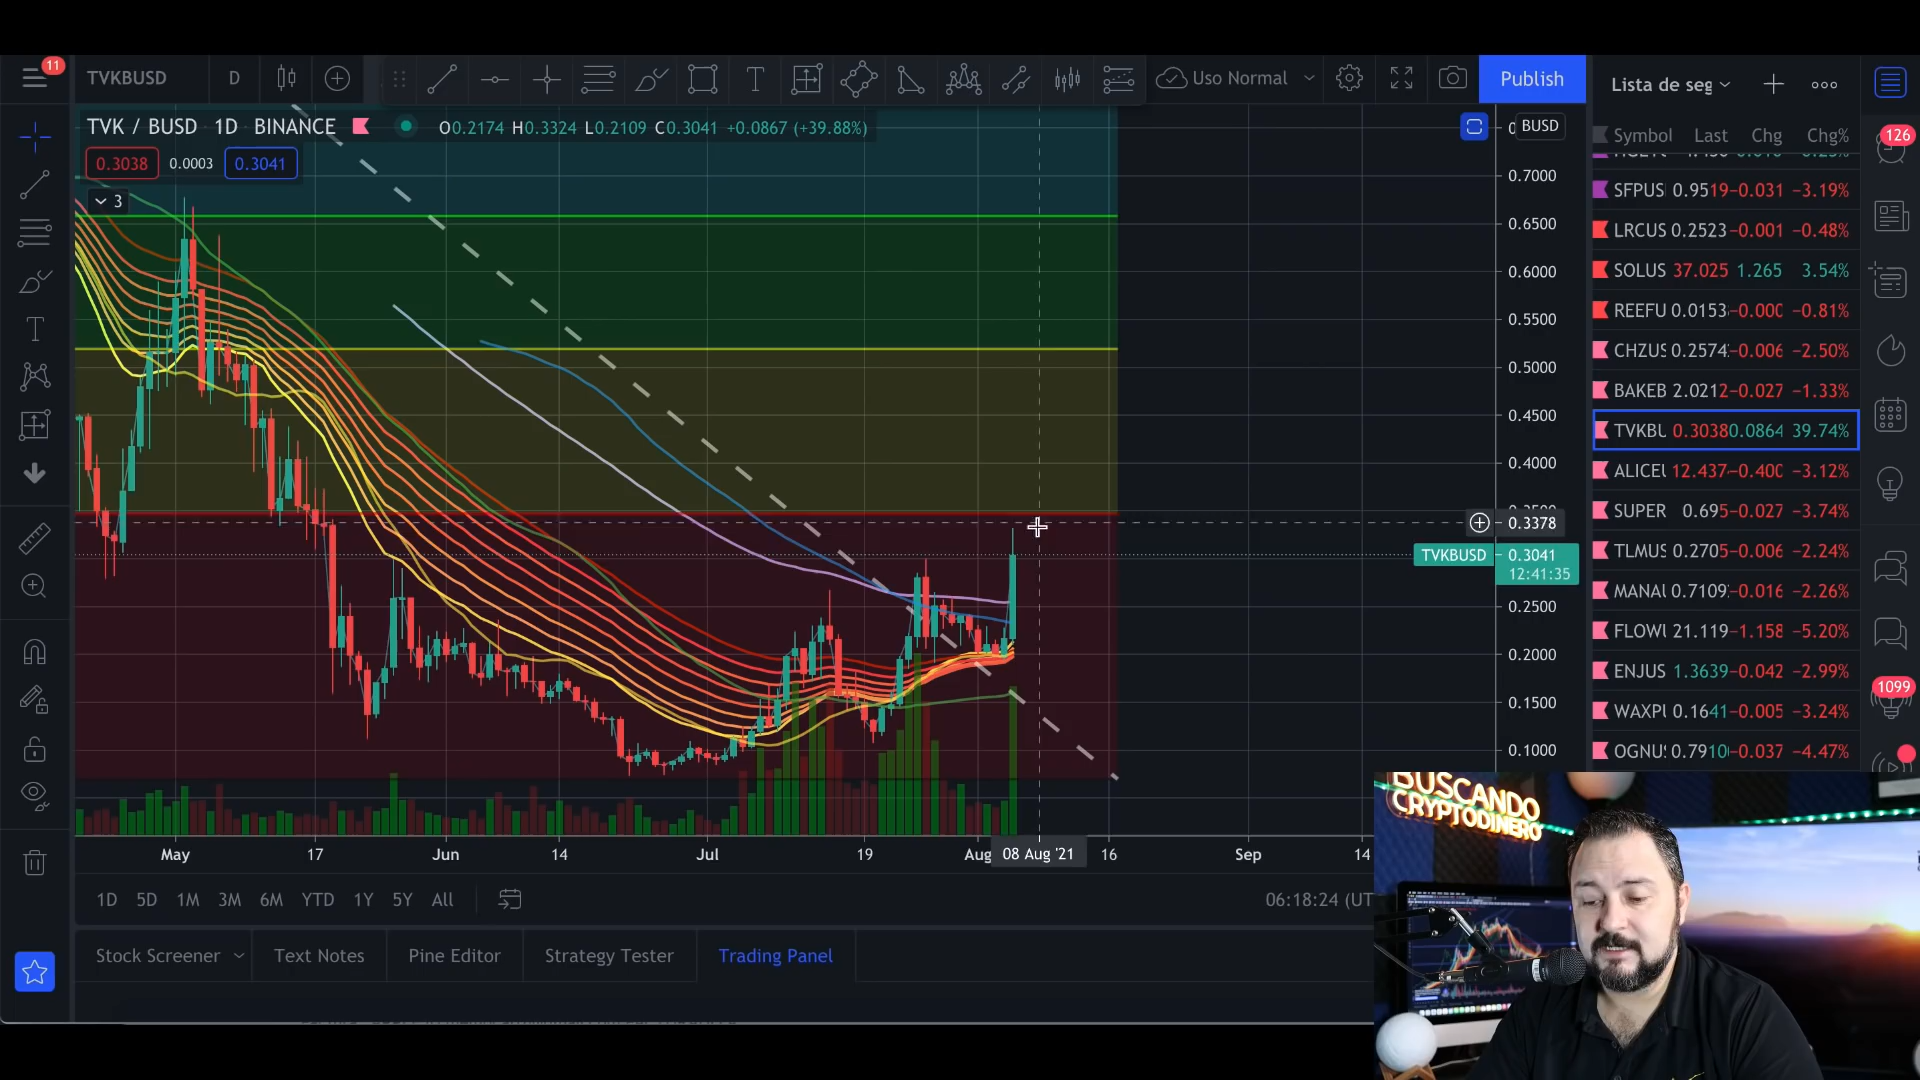 11
TVKBUSD
D
Uso Normal
Publish
Lista de seg
TVK / BUSD 1D BINANCE
O0.2174 H0.3324 L0.2109 C0.3041 +0.0867 (+39.88%)
BUSD
0.3038
0.0003
0.3041
3
Symbol Last Chg Chg%
126
SFPUS 0.9519 −0.031 −3.19%
LRCUS 0.2523 −0.001 −0.48%
SOLUS 37.025 1.265 3.54%
REEFU 0.0153 −0.000 −0.81%
CHZUS 0.2574 −0.006 −2.50%
BAKEB 2.0212 −0.027 −1.33%
TVKBU 0.3038 0.0864 39.74%
ALICEU 12.437 −0.400 −3.12%
SUPER 0.695 −0.027 −3.74%
TLMUS 0.2705 −0.006 −2.24%
MANAU 0.7109 −0.016 −2.26%
FLOWU 21.119 −1.158 −5.20%
ENJUS 1.3639 −0.042 −2.99%
WAXPU 0.1641 −0.005 −3.24%
OGNUS 0.7910 −0.037 −4.47%
1099
0.7000
0.6500
0.6000
0.5500
0.5000
0.4500
0.4000
0.3378
TVKBUSD 0.3041
12:41:35
0.2500
0.2000
0.1500
0.1000
May 17 Jun 14 Jul 19 Aug 08 Aug '21 16 Sep 14
1D 5D 1M 3M 6M YTD 1Y 5Y All
06:18:24 (UT
Stock Screener
Text Notes
Pine Editor
Strategy Tester
Trading Panel
BUSCANDO
CRYPTODINERO